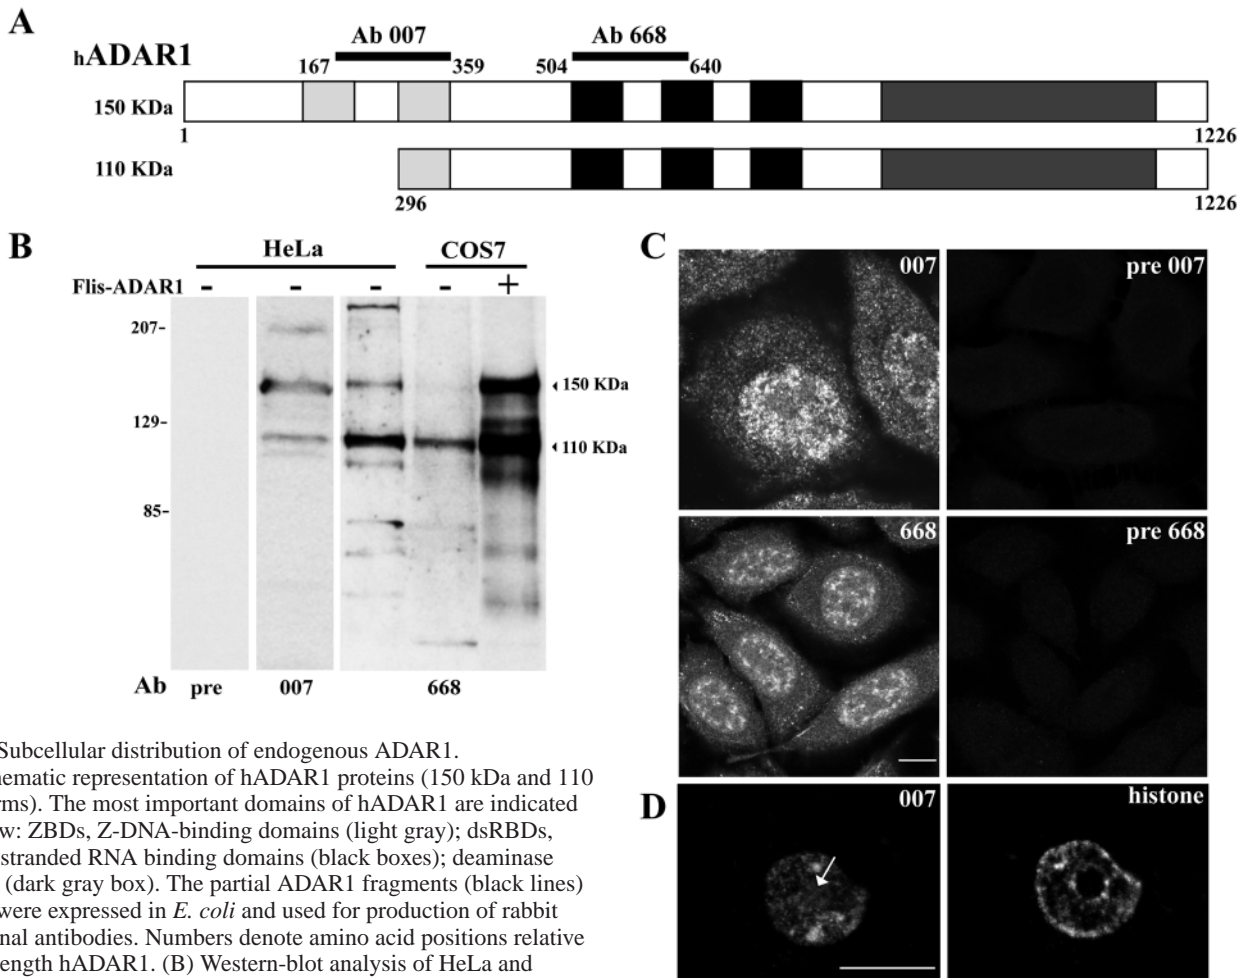 A
Ab 007
Ab 668
hADAR1
167
359
504
640
150 KDa
1
1226
110 KDa
296
1226
B
HeLa
COS7
Flis-ADAR1
- - - - +
207-
150 KDa
129-
110 KDa
85-
Ab pre 007 668
C
007
pre 007
668
pre 668
D
007
histone
Subcellular distribution of endogenous ADAR1.
hematic representation of hADAR1 proteins (150 kDa and 110
rms). The most important domains of hADAR1 are indicated
w: ZBDs, Z-DNA-binding domains (light gray); dsRBDs,
stranded RNA binding domains (black boxes); deaminase
(dark gray box). The partial ADAR1 fragments (black lines)
were expressed in E. coli and used for production of rabbit
nal antibodies. Numbers denote amino acid positions relative
ength hADAR1. (B) Western-blot analysis of HeLa and